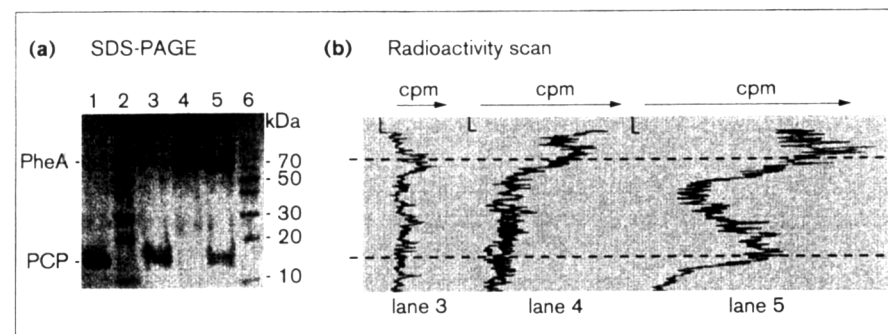 (a) SDS-PAGE
(b) Radioactivity scan
1 2 3 4 5 6
kDa
PheA
PCP
- 70
- 50
- 30
- 20
- 10
cpm
cpm
cpm
lane 3
lane 4
lane 5